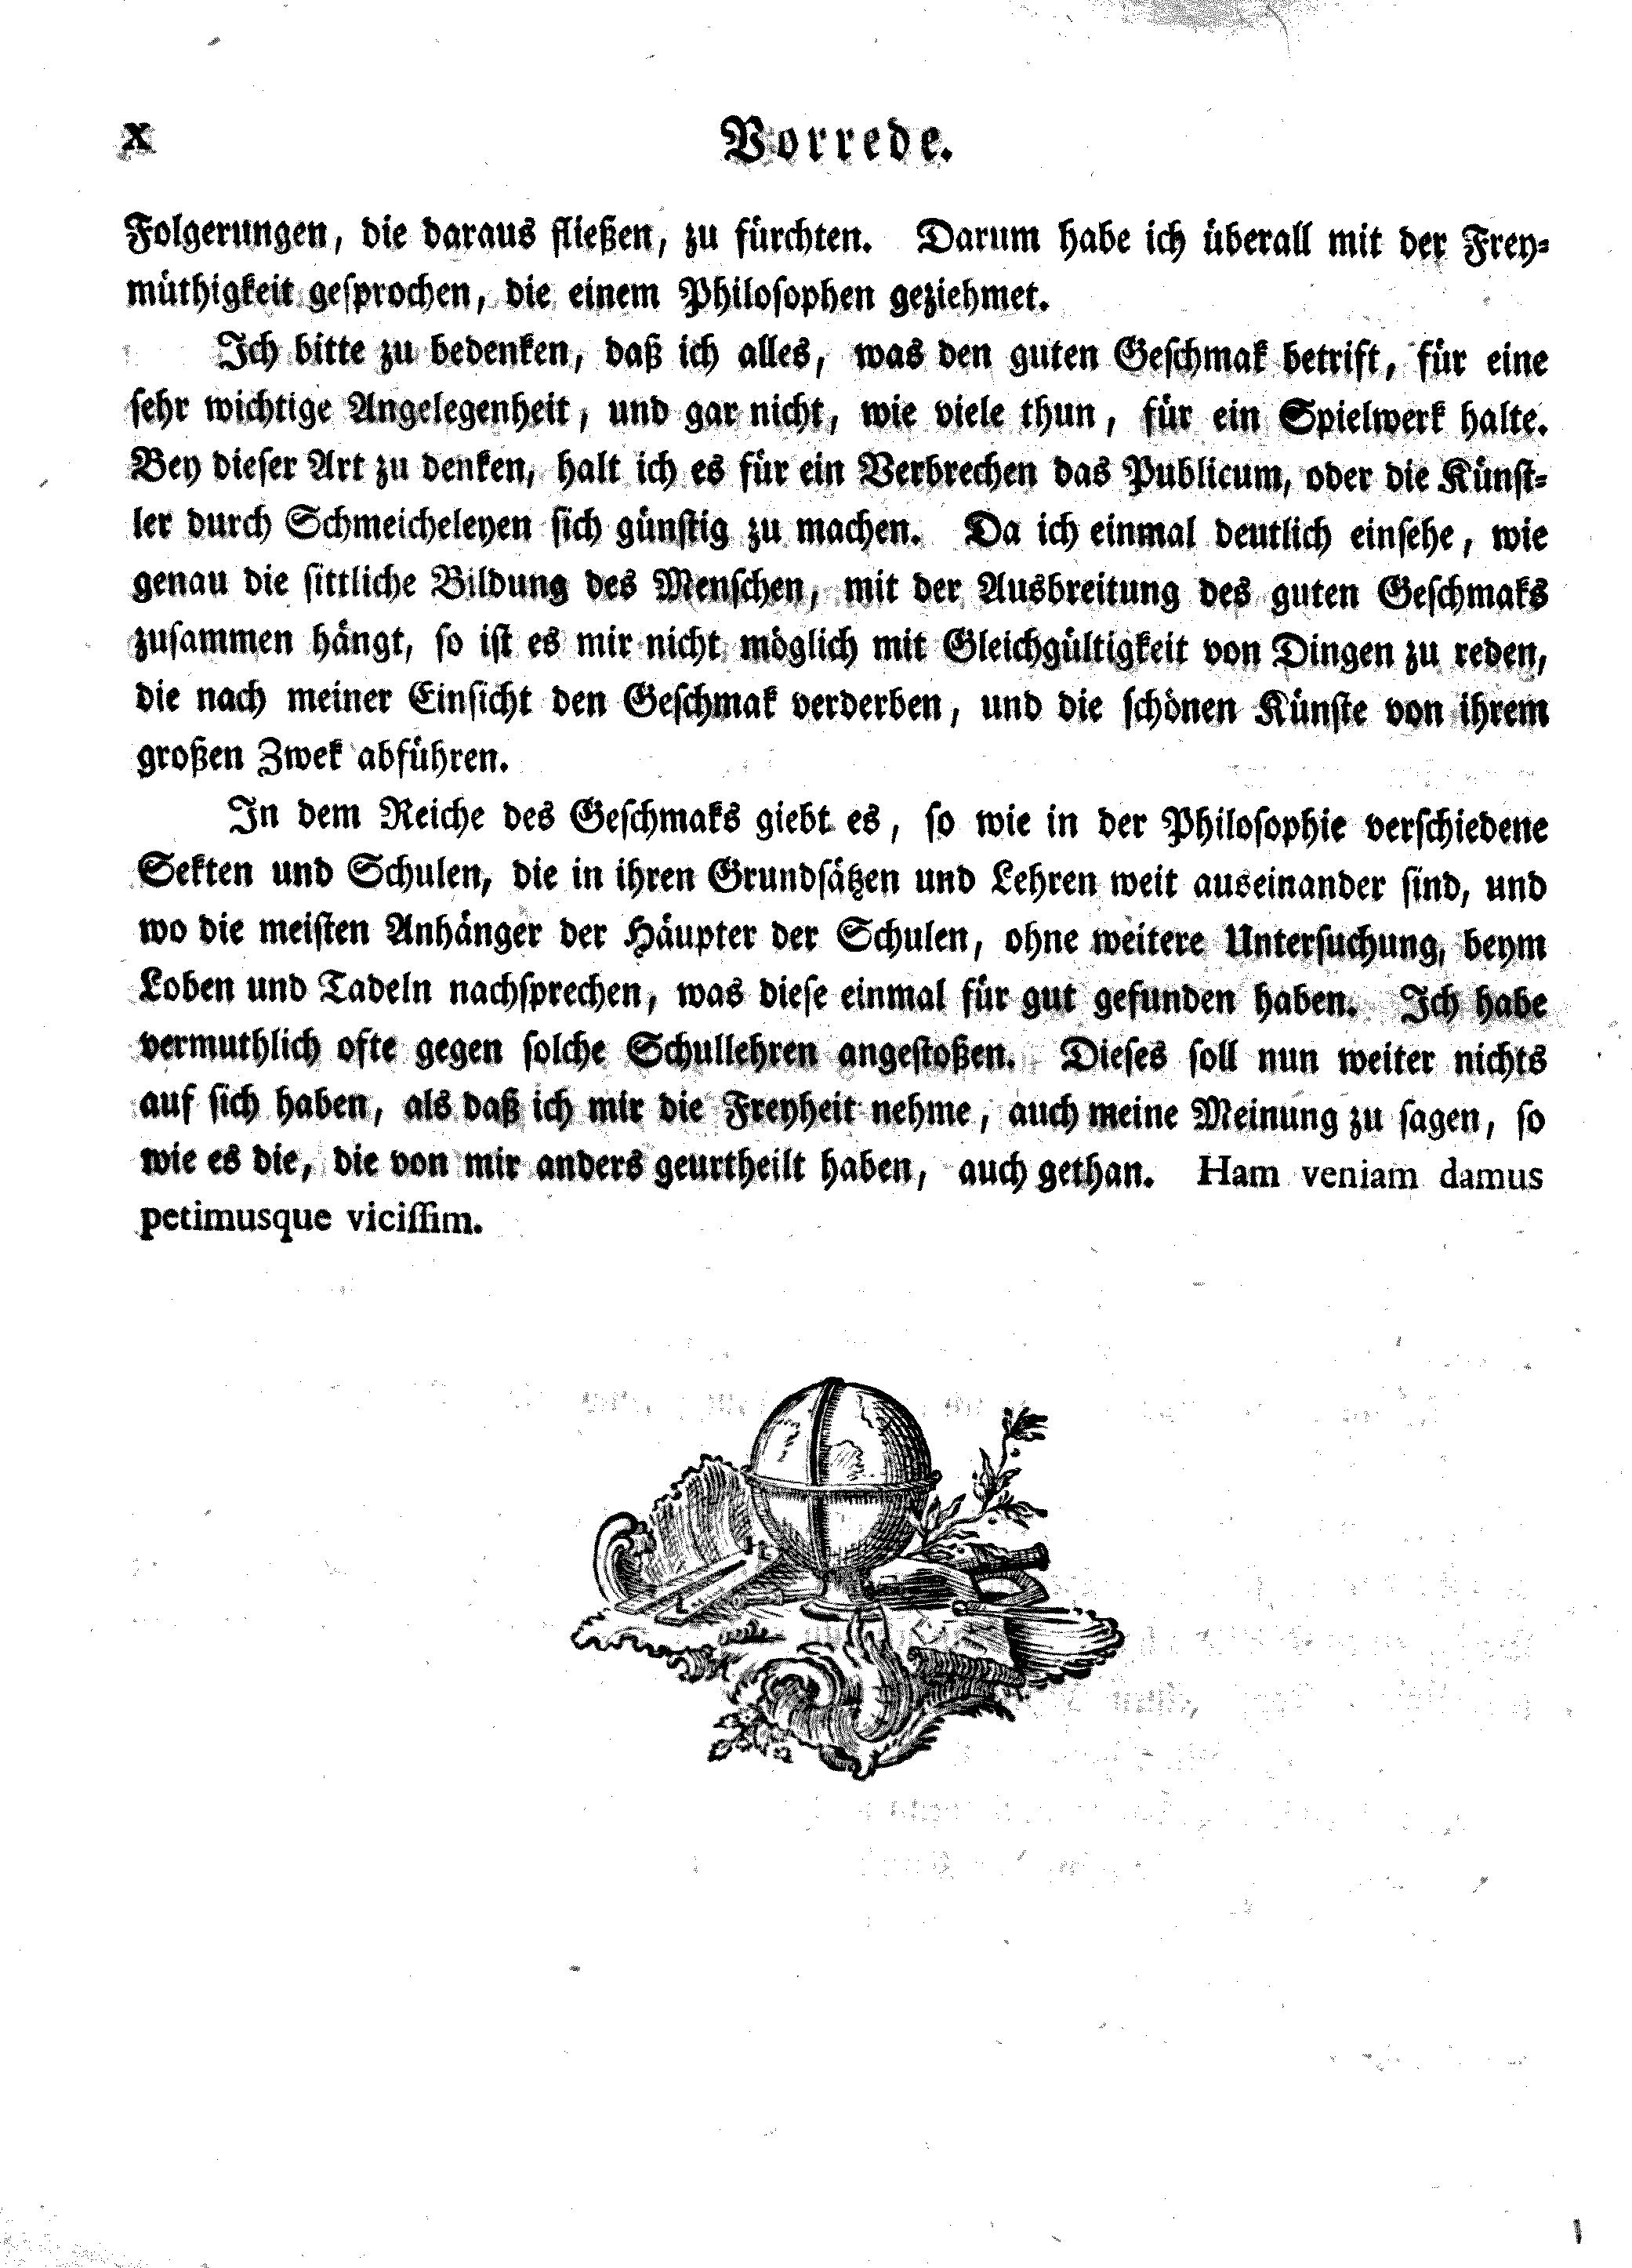 X
Vorrede.
Folgerungen, die daraus fließen, zu fürchten. Darum habe ich überall mit der Frey-
müthigkeit gesprochen, die einem Philosophen geziehmet.
Ich bitte zu bedenken, daß ich alles, was den guten Geschmak betrift, für eine
sehr wichtige Angelegenheit, und gar nicht, wie viele thun, für ein Spielwerk halte.
Bey dieser Art zu denken, halt ich es für ein Verbrechen das Publicum, oder die Künst-
ler durch Schmeicheleyen sich günstig zu machen. Da ich einmal deutlich einsehe, wie
genau die sittliche Bildung des Menschen, mit der Ausbreitung des guten Geschmaks
zusammen hängt, so ist es mir nicht möglich mit Gleichgültigkeit von Dingen zu reden,
die nach meiner Einsicht den Geschmak verderben, und die schönen Künste von ihrem
großen Zwek abführen.
In dem Reiche des Geschmaks giebt es, so wie in der Philosophie verschiedene
Sekten und Schulen, die in ihren Grundsätzen und Lehren weit auseinander sind, und
wo die meisten Anhänger der Häupter der Schulen, ohne weitere Untersuchung, beym
Loben und Tadeln nachsprechen, was diese einmal für gut gefunden haben. Ich habe
vermuthlich ofte gegen solche Schullehren angestoßen. Dieses soll nun weiter nichts
auf sich haben, als daß ich mir die Freyheit nehme, auch meine Meinung zu sagen, so
wie es die, die von mir anders geurtheilt haben, auch gethan. Ham veniam damus
petimusque vicissim.